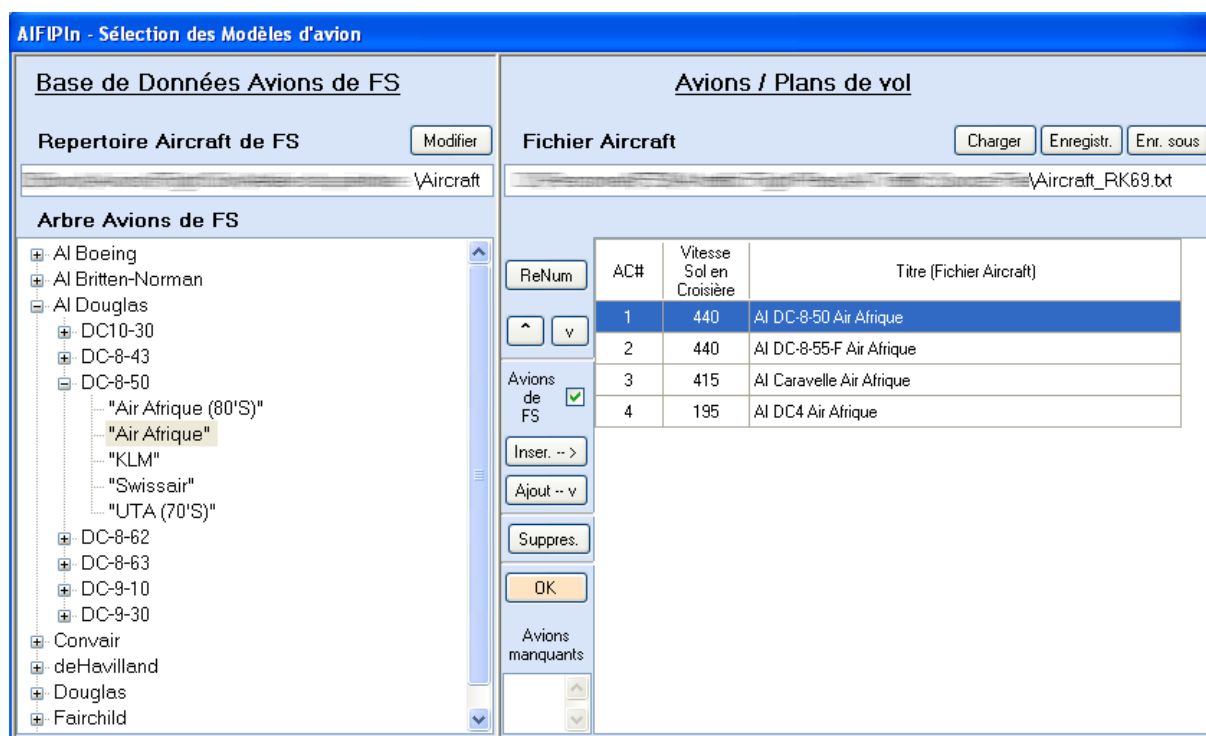 AIFlPln - Sélection des Modèles d'avion
Base de Données Avions de FS
Repertoire Aircraft de FS
Modifier
\Aircraft
Arbre Avions de FS
AI Boeing
AI Britten-Norman
AI Douglas
DC10-30
DC-8-43
DC-8-50
"Air Afrique (80'S)"
"Air Afrique"
"KLM"
"Swissair"
"UTA (70'S)"
DC-8-62
DC-8-63
DC-9-10
DC-9-30
Convair
deHavilland
Douglas
Fairchild
Avions / Plans de vol
Fichier Aircraft
Charger
Enregistr.
Enr. sous
\Aircraft_RK69.txt
ReNum
^
v
Avions
de
FS
Inser. -- >
Ajout -- v
Suppres.
OK
Avions
manquants
AC#
Vitesse
Sol en
Croisière
Titre (Fichier Aircraft)
1 440 AI DC-8-50 Air Afrique
2 440 AI DC-8-55-F Air Afrique
3 415 AI Caravelle Air Afrique
4 195 AI DC4 Air Afrique